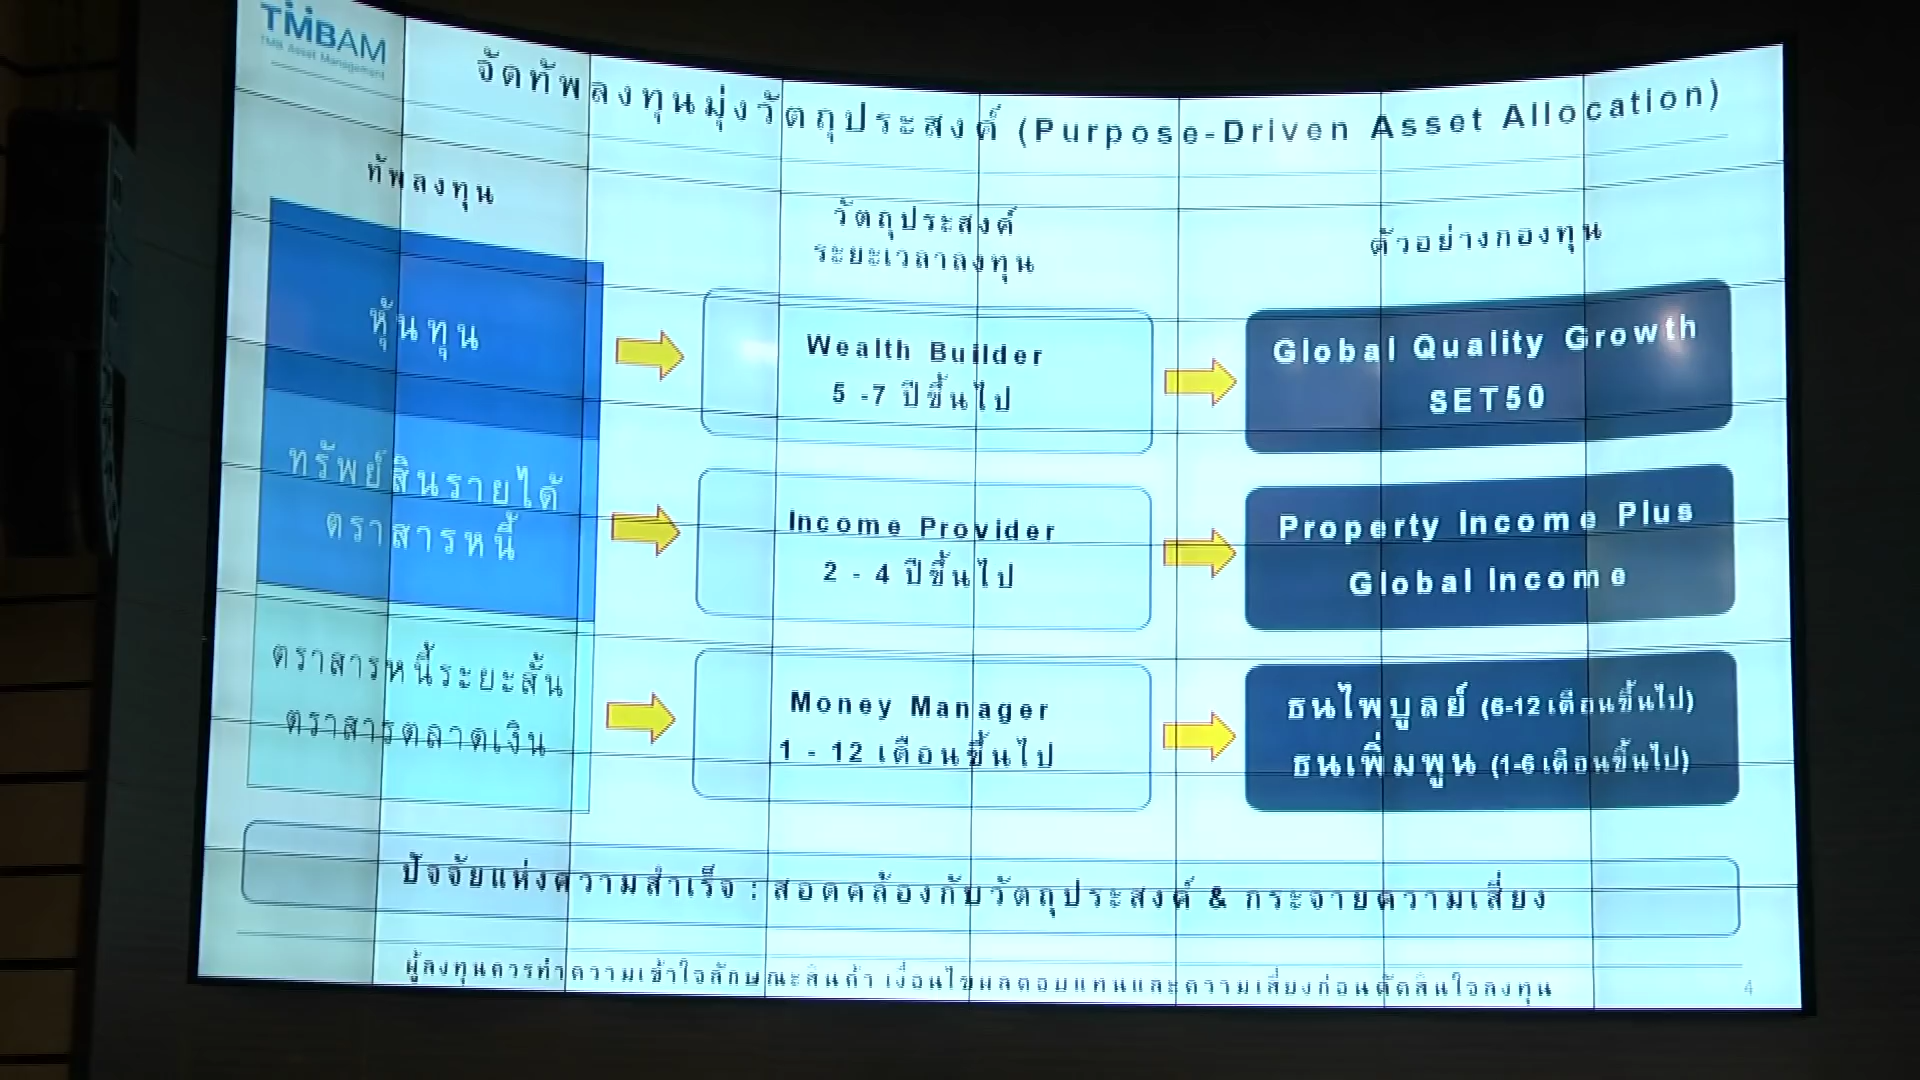 TMBAM
TMB Asset Management
จัดทัพลงทุนมุ่งวัตถุประสงค์ (Purpose-Driven Asset Allocation)
ทัพลงทุน
วัตถุประสงค์
ระยะเวลาลงทุน
ตัวอย่างกองทุน
หุ้นทุน
Wealth Builder
5 -7 ปีขึ้นไป
Global Quality Growth
SET50
ทรัพย์สินรายได้
ตราสารหนี้
Income Provider
2 - 4 ปีขึ้นไป
Property Income Plus
Global Income
ตราสารหนี้ระยะสั้น
ตราสารตลาดเงิน
Money Manager
1 - 12 เดือนขึ้นไป
ธนไพบูลย์ (6-12 เดือนขึ้นไป)
ธนเพิ่มพูน (1-6 เดือนขึ้นไป)
ปัจจัยแห่งความสำเร็จ : สอดคล้องกับวัตถุประสงค์ & กระจายความเสี่ยง
ผู้ลงทุนควรทำความเข้าใจลักษณะสินค้า เงื่อนไขผลตอบแทนและความเสี่ยงก่อนตัดสินใจลงทุน
4